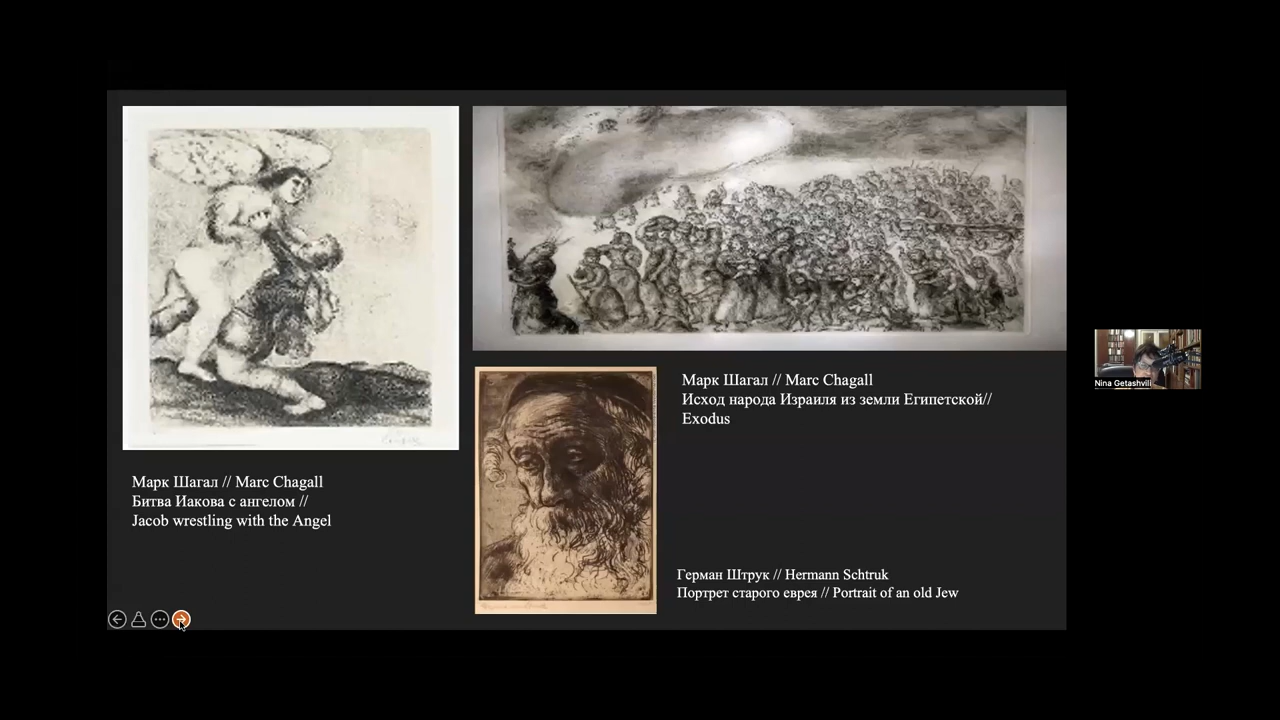 Марк Шагал // Marc Chagall
Битва Иакова с ангелом //
Jacob wrestling with the Angel
Марк Шагал // Marc Chagall
Исход народа Израиля из земли Египетской//
Exodus
Герман Штрук // Hermann Schtruk
Портрет старого еврея // Portrait of an old Jew
Nina Getashvili